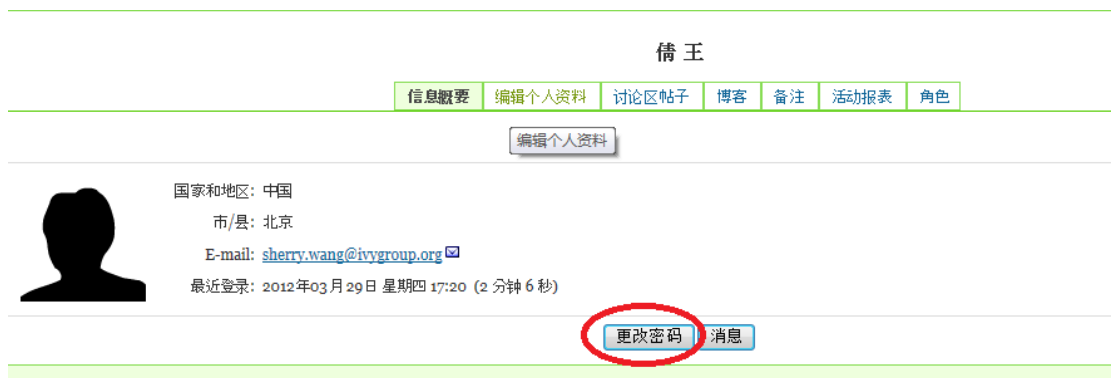 倩 王
信息概要 编辑个人资料 讨论区帖子 博客 备注 活动报表 角色
编辑个人资料
国家和地区: 中国
市/县: 北京
E-mail: sherry.wang@ivygroup.org
最近登录: 2012年03月29日 星期四 17:20 (2 分钟 6 秒)
更改密码 消息